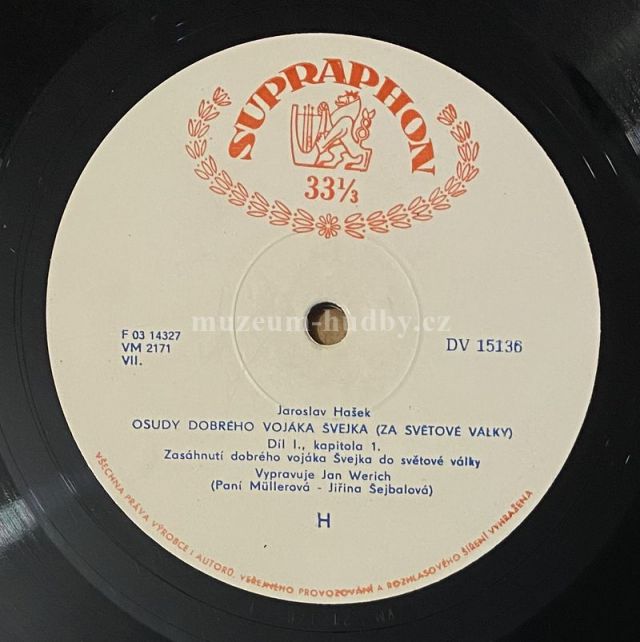 SUPRAPHON
33⅓
muzeum-hudby.cz
F 03 14327
VM 2171
VII.
DV 15136
Jaroslav Hašek
OSUDY DOBRÉHO VOJÁKA ŠVEJKA (ZA SVĚTOVÉ VÁLKY)
Díl I., kapitola 1.
Zasáhnutí dobrého vojáka Švejka do světové války
Vypravuje Jan Werich
(Paní Müllerová - Jiřina Šejbalová)
H
VŠECHNA PRÁVA VÝROBCE I AUTORŮ, VEŘEJNÉHO PROVOZOVÁNÍ A ROZHLASOVÉHO ŠÍŘENÍ VYHRAŽENA